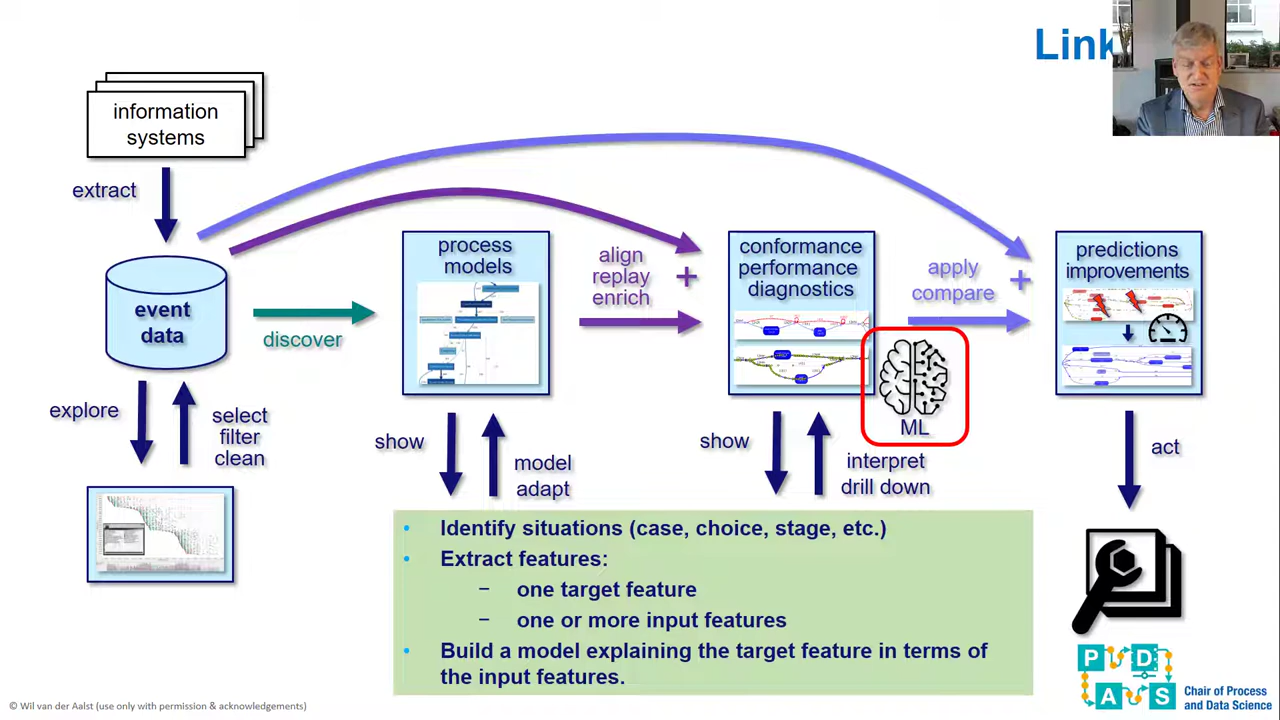 Link
information
systems
extract
event
data
explore
select
filter
clean
discover
process
models
align
replay
enrich
+
show
model
adapt
conformance
performance
diagnostics
show
interpret
drill down
ML
apply
compare
+
predictions
improvements
act
• Identify situations (case, choice, stage, etc.)
• Extract features:
− one target feature
− one or more input features
• Build a model explaining the target feature in terms of
the input features.
P D
A S
Chair of Process
and Data Science
© Wil van der Aalst (use only with permission & acknowledgements)